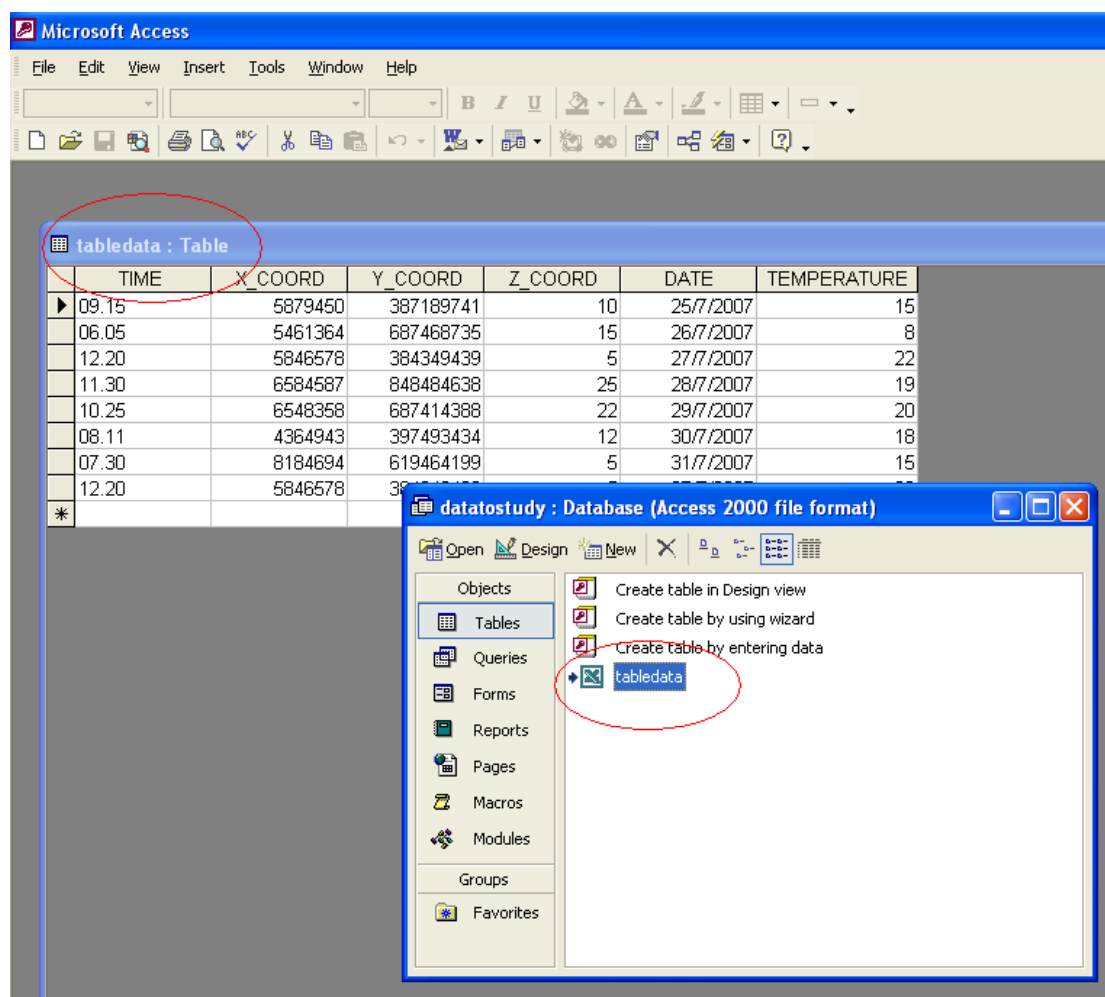 Microsoft Access
File Edit View Insert Tools Window Help
B I U A
ABC W
tabledata : Table
TIME X_COORD Y_COORD Z_COORD DATE TEMPERATURE
09.15 5879450 387189741 10 25/7/2007 15
06.05 5461364 687468735 15 26/7/2007 8
12.20 5846578 384349439 5 27/7/2007 22
11.30 6584587 848484638 25 28/7/2007 19
10.25 6548358 687414388 22 29/7/2007 20
08.11 4364943 397493434 12 30/7/2007 18
07.30 8184694 619464199 5 31/7/2007 15
12.20 5846578
datatostudy : Database (Access 2000 file format)
Open Design New
Objects
Tables
Queries
Forms
Reports
Pages
Macros
Modules
Groups
Favorites
Create table in Design view
Create table by using wizard
Create table by entering data
tabledata